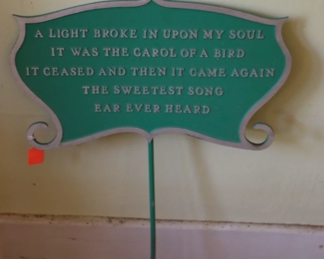 A LIGHT BROKE IN UPON MY SOUL
IT WAS THE CAROL OF A BIRD
IT CEASED AND THEN IT CAME AGAIN
THE SWEETEST SONG
EAR EVER HEARD